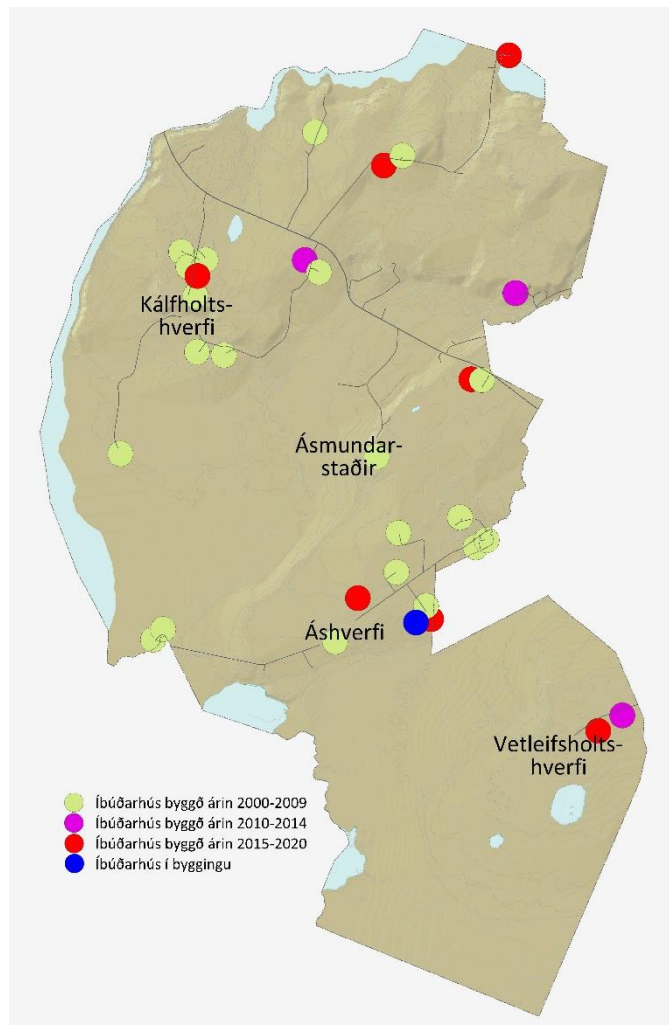 Kálfholts-
hverfi
Ásmundar-
staðir
Áshverfi
Vetleifsholts-
hverfi
Íbúðarhús byggð árin 2000-2009
Íbúðarhús byggð árin 2010-2014
Íbúðarhús byggð árin 2015-2020
Íbúðarhús í byggingu